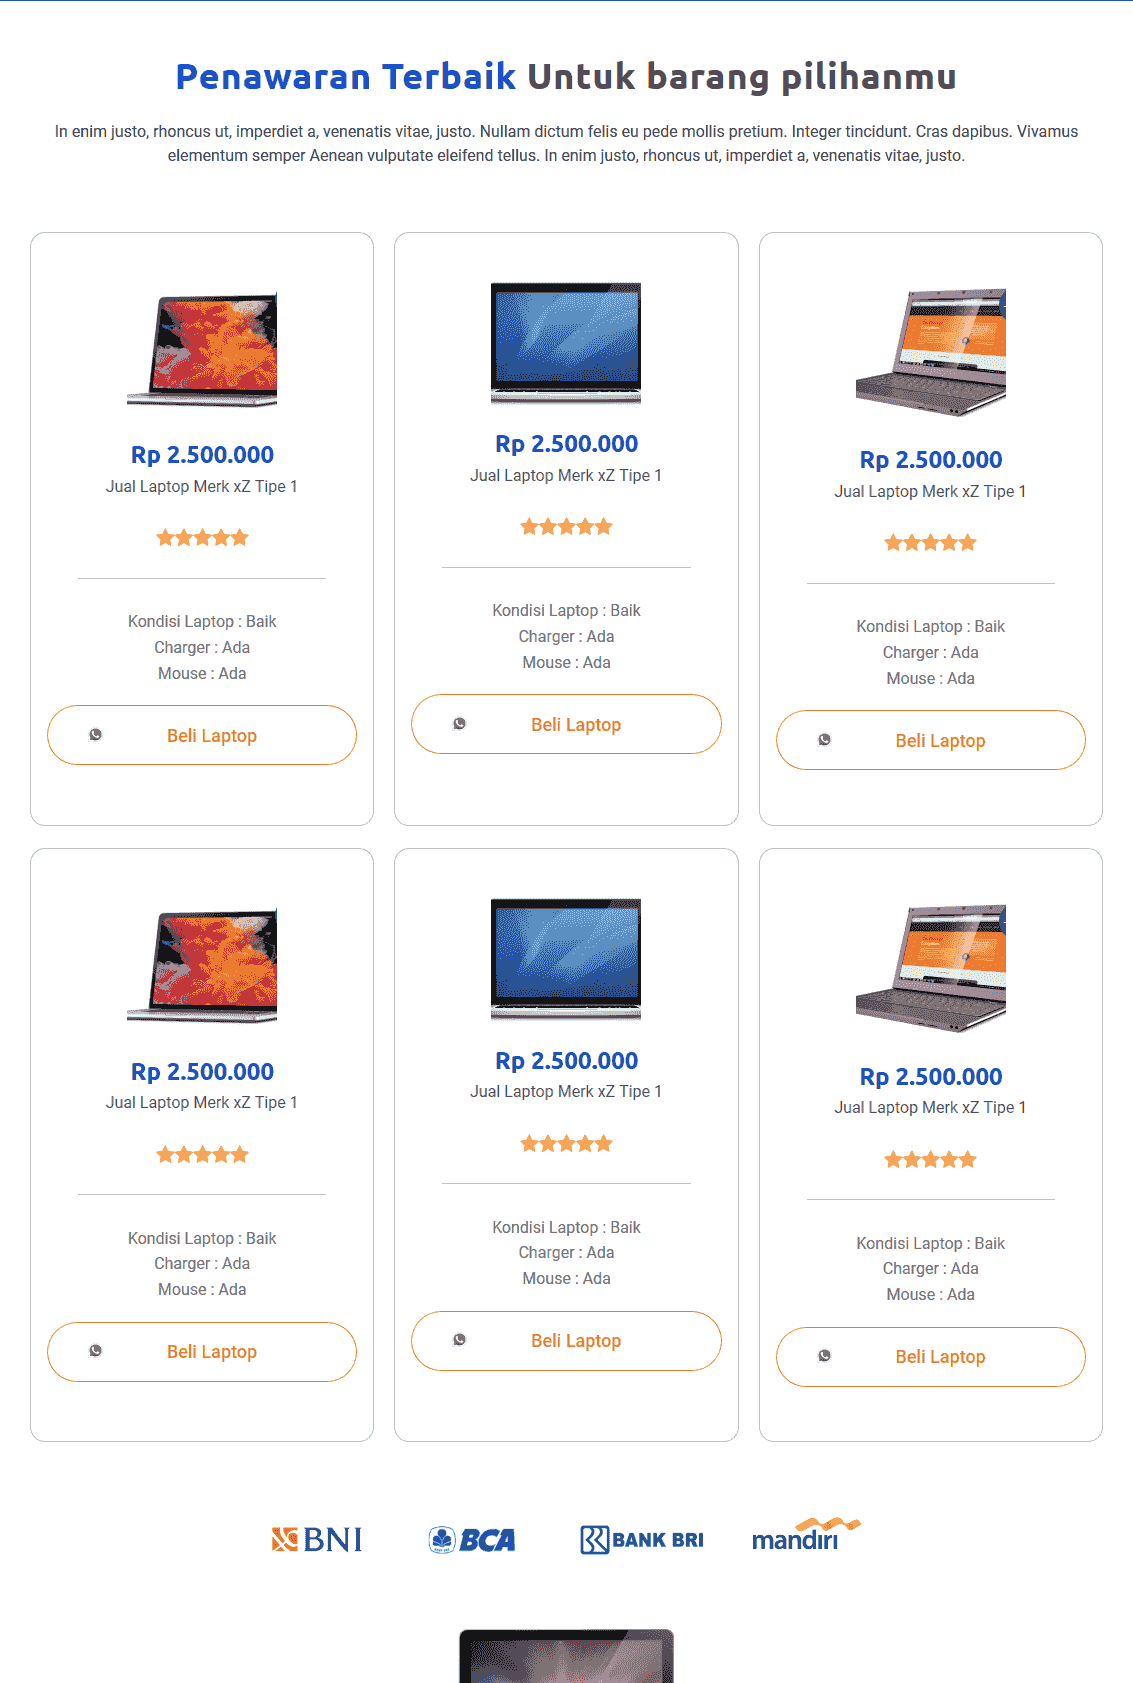 Penawaran Terbaik Untuk barang pilihanmu
In enim justo, rhoncus ut, imperdiet a, venenatis vitae, justo. Nullam dictum felis eu pede mollis pretium. Integer tincidunt. Cras dapibus. Vivamus
elementum semper Aenean vulputate eleifend tellus. In enim justo, rhoncus ut, imperdiet a, venenatis vitae, justo.
Rp 2.500.000
Jual Laptop Merk xZ Tipe 1
Kondisi Laptop : Baik
Charger : Ada
Mouse : Ada
Beli Laptop
Rp 2.500.000
Jual Laptop Merk xZ Tipe 1
Kondisi Laptop : Baik
Charger : Ada
Mouse : Ada
Beli Laptop
Rp 2.500.000
Jual Laptop Merk xZ Tipe 1
Kondisi Laptop : Baik
Charger : Ada
Mouse : Ada
Beli Laptop
Rp 2.500.000
Jual Laptop Merk xZ Tipe 1
Kondisi Laptop : Baik
Charger : Ada
Mouse : Ada
Beli Laptop
Rp 2.500.000
Jual Laptop Merk xZ Tipe 1
Kondisi Laptop : Baik
Charger : Ada
Mouse : Ada
Beli Laptop
Rp 2.500.000
Jual Laptop Merk xZ Tipe 1
Kondisi Laptop : Baik
Charger : Ada
Mouse : Ada
Beli Laptop
BNI
BCA
BANK BRI
mandırı